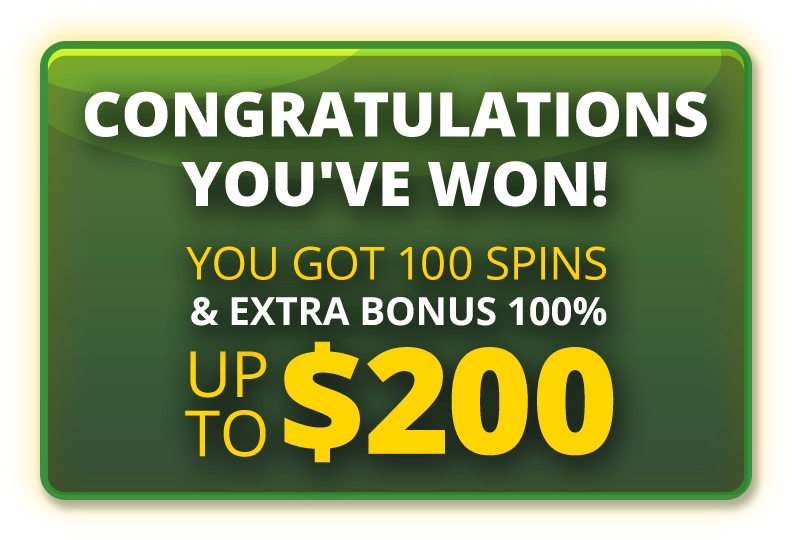 CONGRATULATIONS
YOU'VE WON!
YOU GOT 100 SPINS
& EXTRA BONUS 100%
UP
TO $200